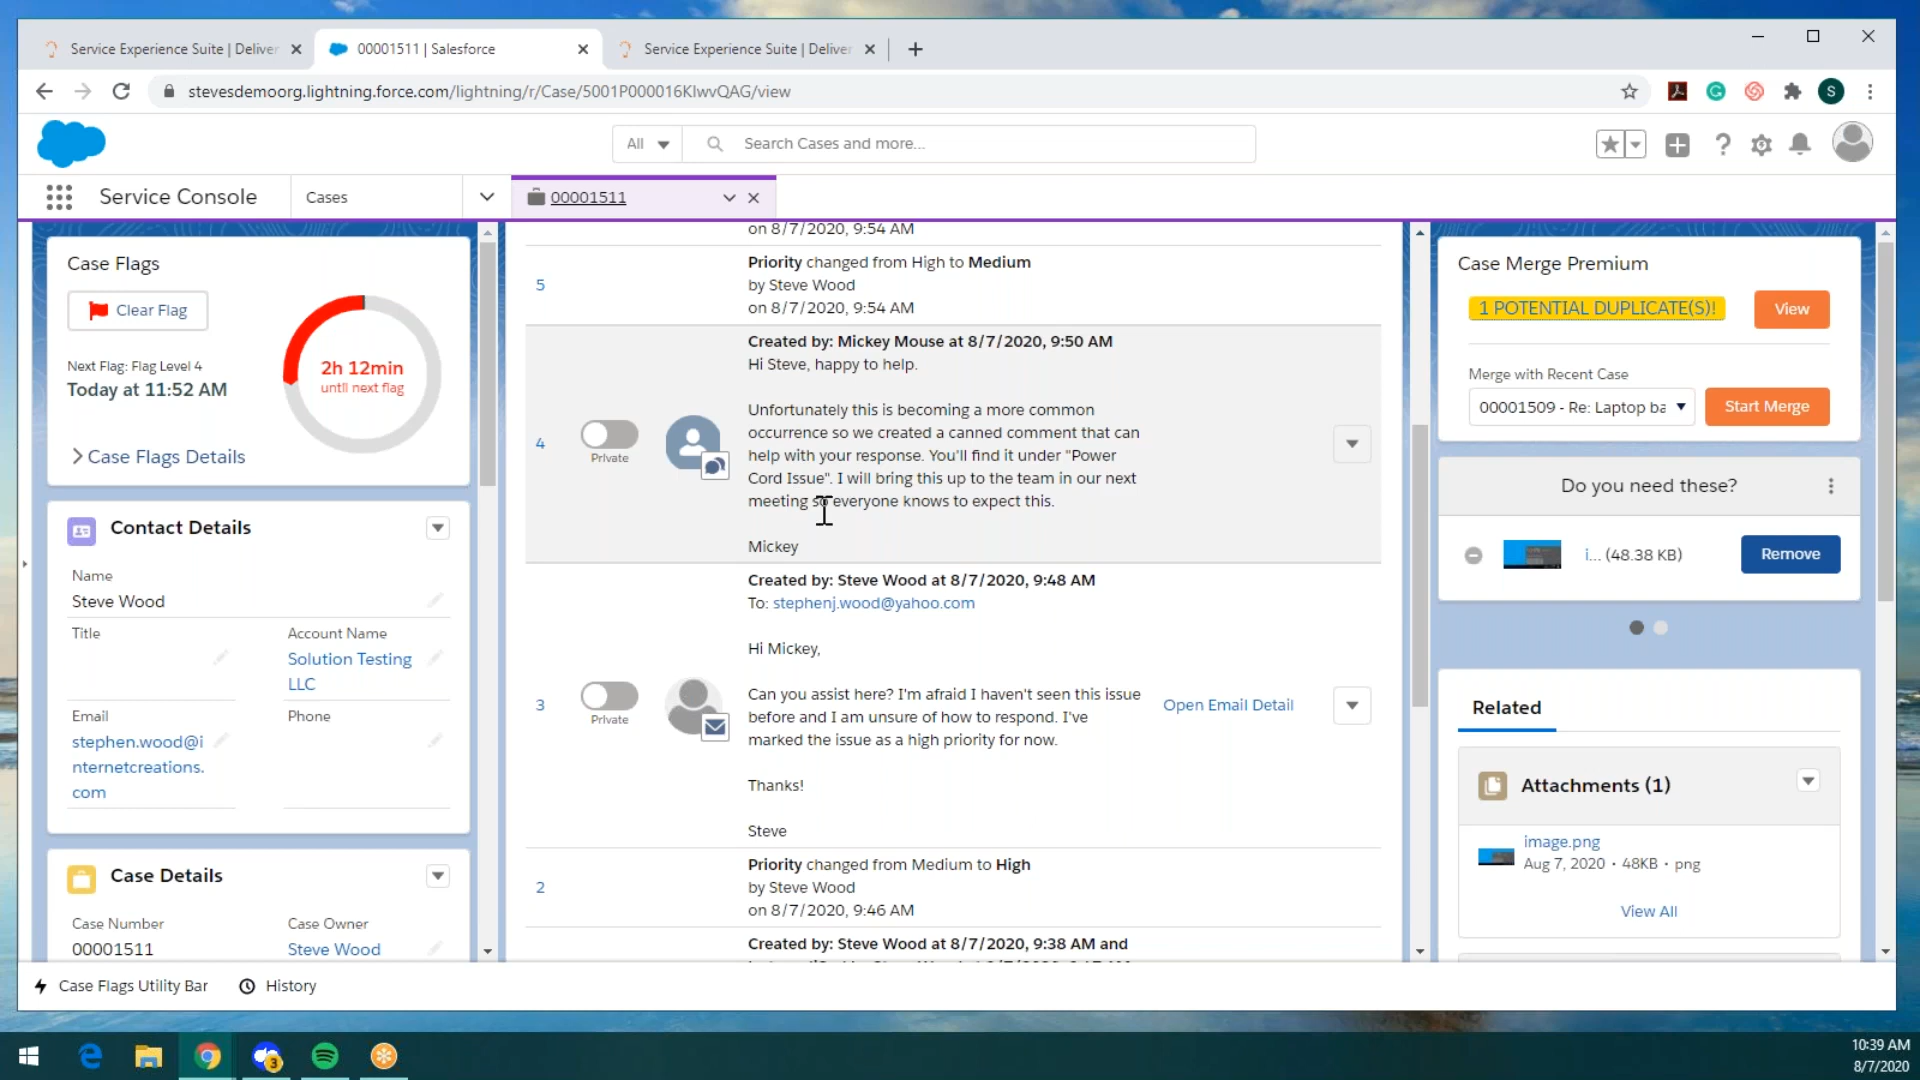 Service Experience Suite | Deliver
00001511 | Salesforce
Service Experience Suite | Deliver
stevesdemoorg.lightning.force.com/lightning/r/Case/5001P000016KIwvQAG/view
S
All
Search Cases and more...
Service Console
Cases
00001511
Case Flags
Clear Flag
Next Flag: Flag Level 4
Today at 11:52 AM
2h 12min
until next flag
Case Flags Details
Contact Details
Name
Steve Wood
Title
Account Name
Solution Testing
LLC
Email
Phone
stephen.wood@i
nternetcreations.
com
Case Details
Case Number
Case Owner
00001511
Steve Wood
on 8/7/2020, 9:54 AM
5
Priority changed from High to Medium
by Steve Wood
on 8/7/2020, 9:54 AM
4
Private
Created by: Mickey Mouse at 8/7/2020, 9:50 AM
Hi Steve, happy to help.
Unfortunately this is becoming a more common
occurrence so we created a canned comment that can
help with your response. You'll find it under "Power
Cord Issue". I will bring this up to the team in our next
meeting so everyone knows to expect this.
Mickey
3
Private
Created by: Steve Wood at 8/7/2020, 9:48 AM
To: stephenj.wood@yahoo.com
Hi Mickey,
Can you assist here? I'm afraid I haven't seen this issue
before and I am unsure of how to respond. I've
marked the issue as a high priority for now.
Thanks!
Steve
Open Email Detail
2
Priority changed from Medium to High
by Steve Wood
on 8/7/2020, 9:46 AM
Created by: Steve Wood at 8/7/2020, 9:38 AM and
Case Merge Premium
1 POTENTIAL DUPLICATE(S)!
View
Merge with Recent Case
00001509 - Re: Laptop ba
Start Merge
Do you need these?
i... (48.38 KB)
Remove
Related
Attachments (1)
image.png
Aug 7, 2020 • 48KB • png
View All
Case Flags Utility Bar
History
3
10:39 AM
8/7/2020